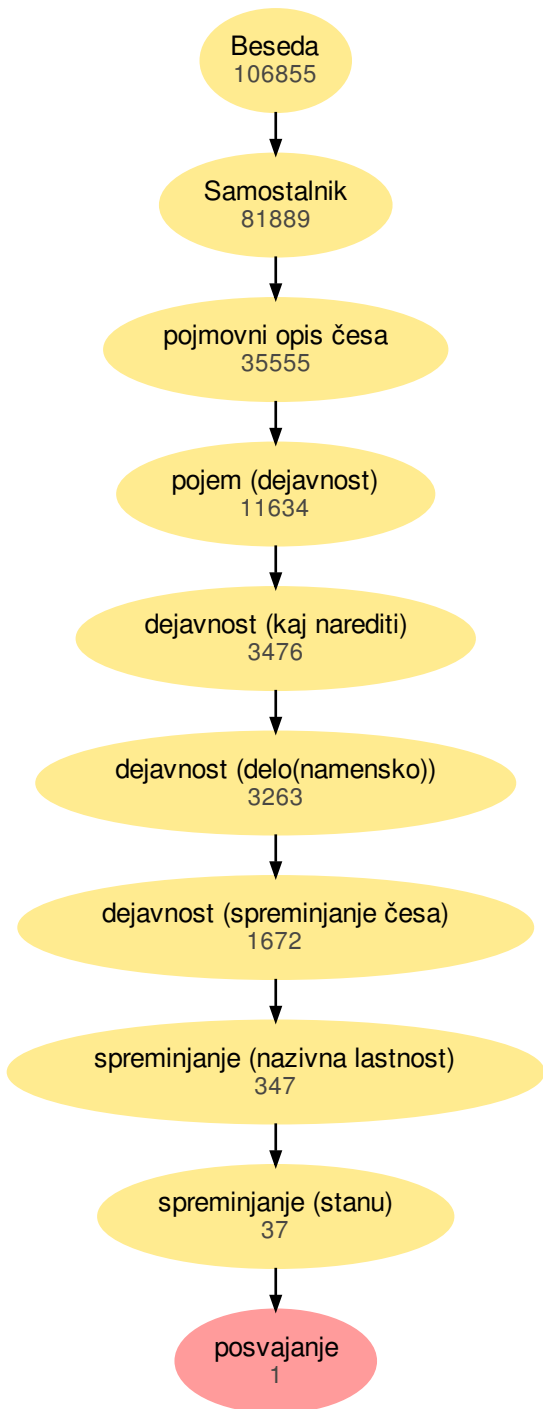 Beseda
106855
Samostalnik
81889
pojmovni opis česa
35555
pojem (dejavnost)
11634
dejavnost (kaj narediti)
3476
dejavnost (delo(namensko))
3263
dejavnost (spreminjanje česa)
1672
spreminjanje (nazivna lastnost)
347
spreminjanje (stanu)
37
posvajanje
1